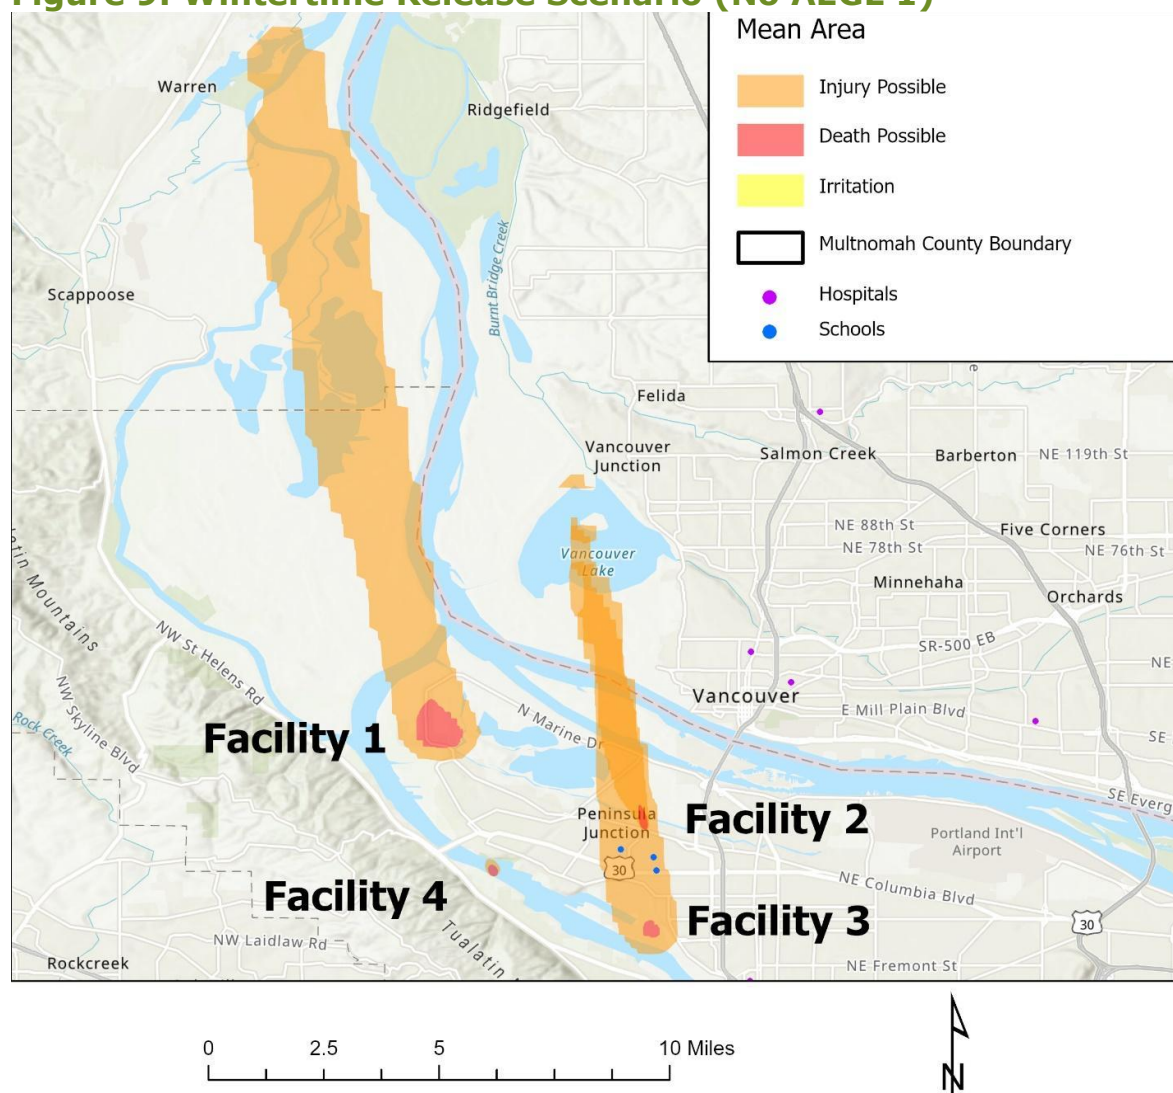 Figure 9: Wintertime Release Scenario (No AEGL 1)
Mean Area
Injury Possible
Death Possible
Irritation
Multnomah County Boundary
Hospitals
Schools
Warren
Ridgefield
Burnt Bridge Creek
Scappoose
Felida
Vancouver
Junction
Salmon Creek
Barberton
NE 119th St
NE 88th St
NE 78th St
Five Corners
NE 76th St
Vancouver
Lake
Minnehaha
Orchards
atin Mountains
NW St Helens Rd
NW Skyline Blvd
Rock Creek
SR-500 EB
NE
Vancouver
E Mill Plain Blvd
SE
N Marine Dr
SE Everg
Facility 1
Peninsula
Junction
30
Facility 2
Portland Int'l
Airport
Facility 4
NE Columbia Blvd
Facility 3
30
Tualatin
NW Laidlaw Rd
Rockcreek
NE Fremont St
0 2.5 5 10 Miles
N